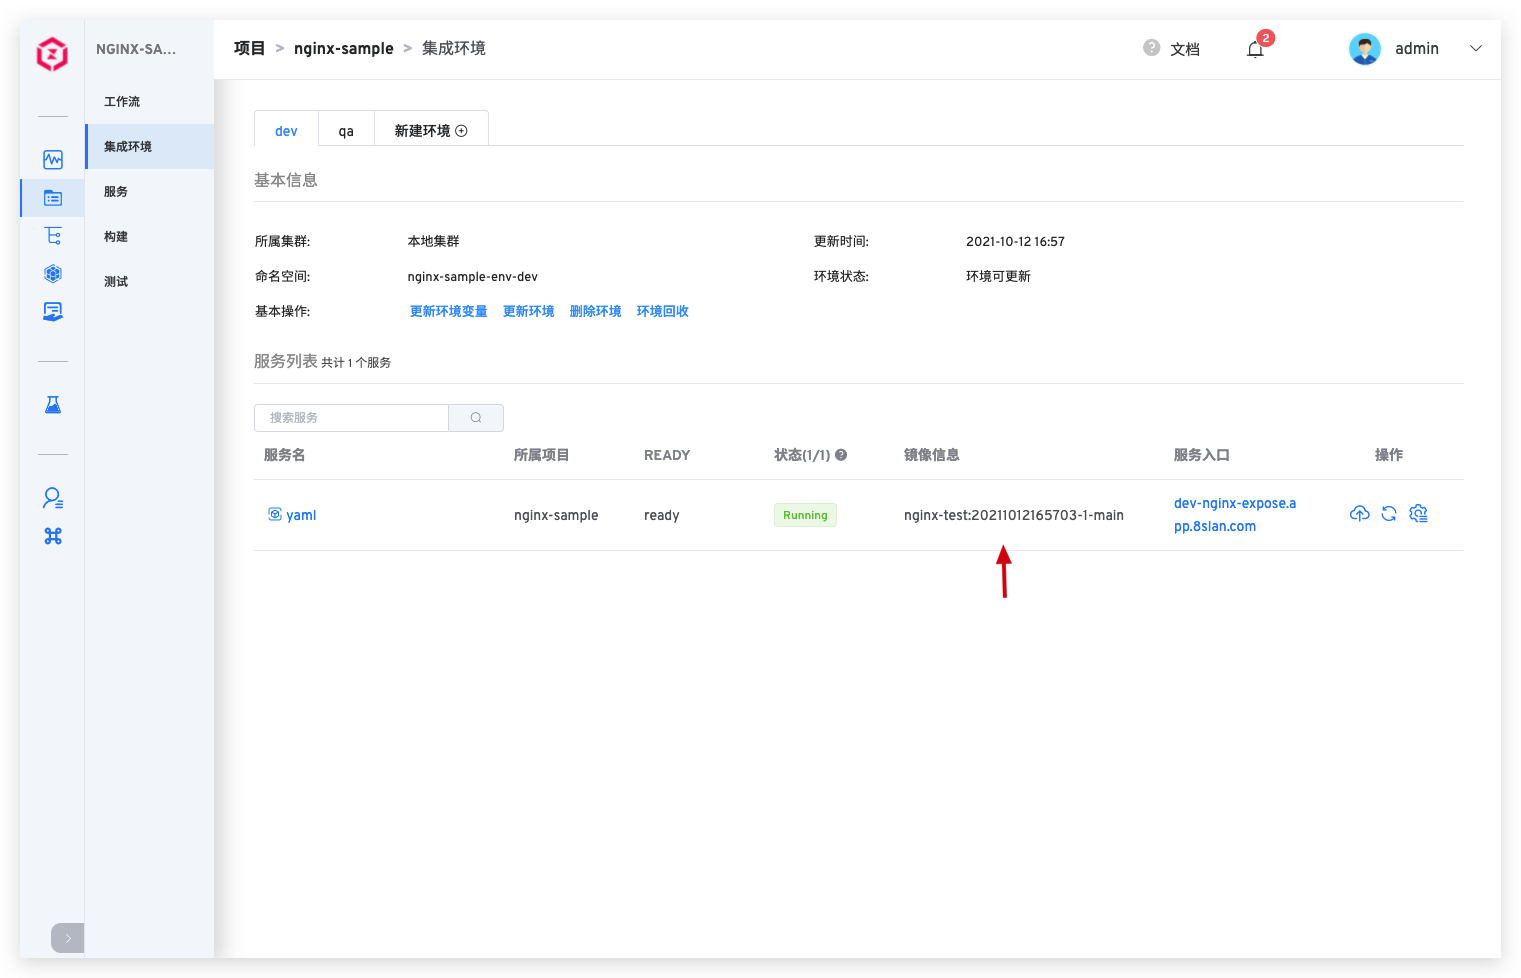 NGINX-SA...
项目 > nginx-sample > 集成环境
? 文档
2
admin
工作流
集成环境
服务
构建
测试
dev
qa
新建环境
基本信息
所属集群: 本地集群 更新时间: 2021-10-12 16:57
命名空间: nginx-sample-env-dev 环境状态: 环境可更新
基本操作: 更新环境变量 更新环境 删除环境 环境回收
服务列表 共计 1 个服务
搜索服务
服务名 所属项目 READY 状态(1/1) ? 镜像信息 服务入口 操作
yaml nginx-sample ready Running nginx-test:20211012165703-1-main dev-nginx-expose.a
pp.8slan.com